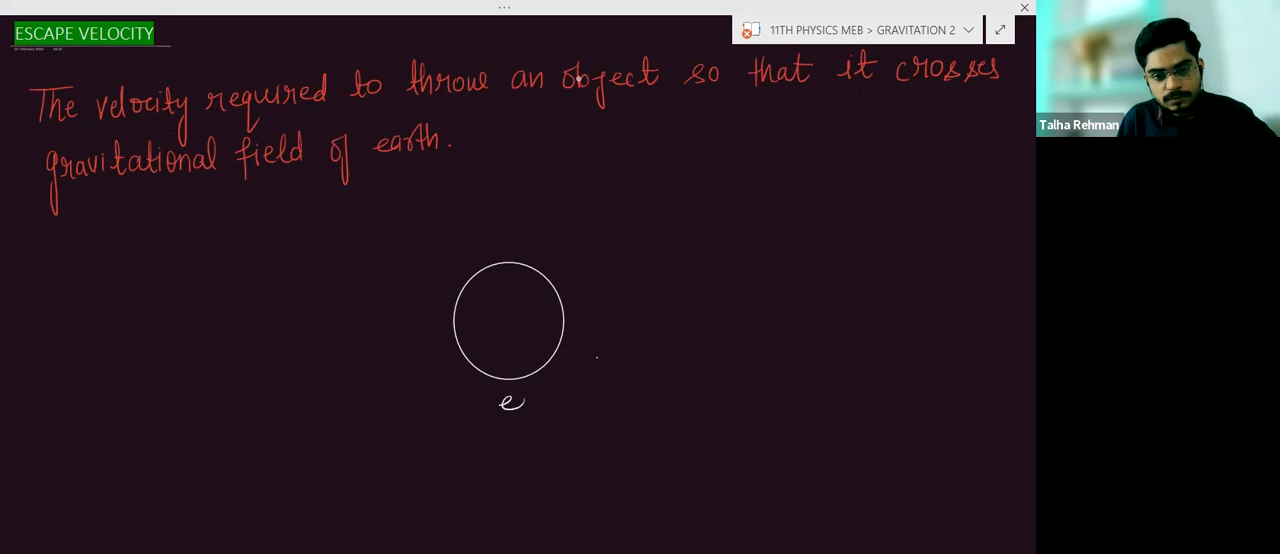 ESCAPE VELOCITY
11TH PHYSICS MEB > GRAVITATION 2
The velocity required to throw an object so that it crosses
gravitational field of earth.
Talha Rehman
e